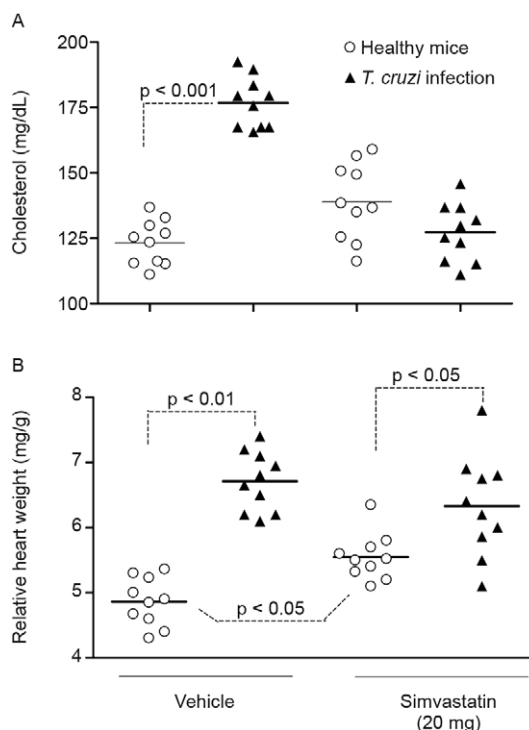 A
200
175
150
125
100
Cholesterol (mg/dL)
p < 0.001
Healthy mice
T. cruzi infection
B
8
7
6
5
4
Relative heart weight (mg/g)
p < 0.01
p < 0.05
p < 0.05
Vehicle
Simvastatin
(20 mg)